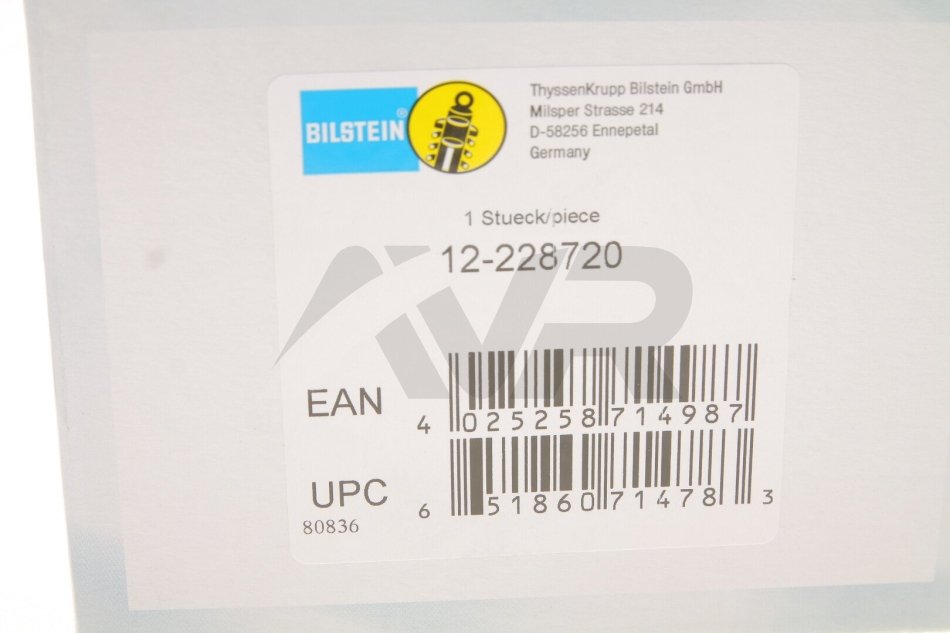 BILSTEIN®
ThyssenKrupp Bilstein GmbH
Milsper Strasse 214
D-58256 Ennepetal
Germany
1 Stueck/piece
12-228720
AVR
EAN
4 025258 714987
UPC
6 51860 71478 3
80836